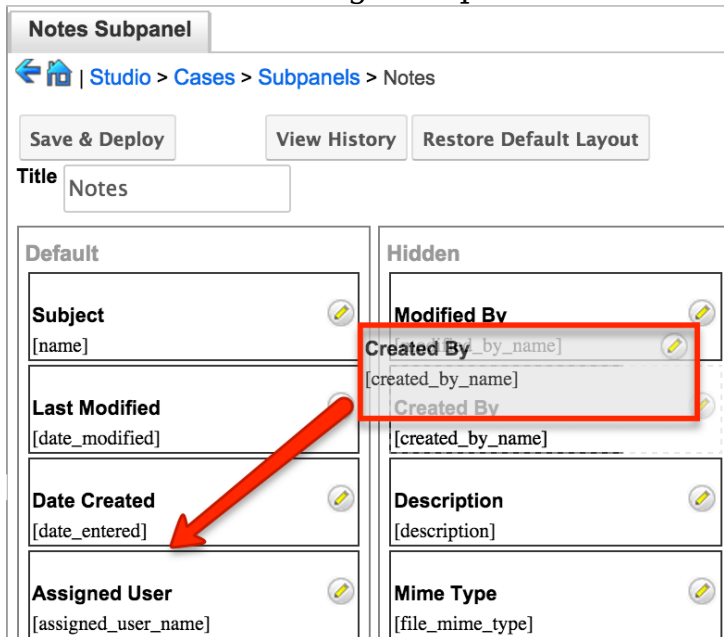 Notes Subpanel
| Studio > Cases > Subpanels > Notes
Save & Deploy View History Restore Default Layout
Title Notes
Default
Subject
[name]
Last Modified
[date_modified]
Date Created
[date_entered]
Assigned User
[assigned_user_name]
Hidden
Modified By
[modified_by_name]
Created By
[created_by_name]
Created By
[created_by_name]
Description
[description]
Mime Type
[file_mime_type]